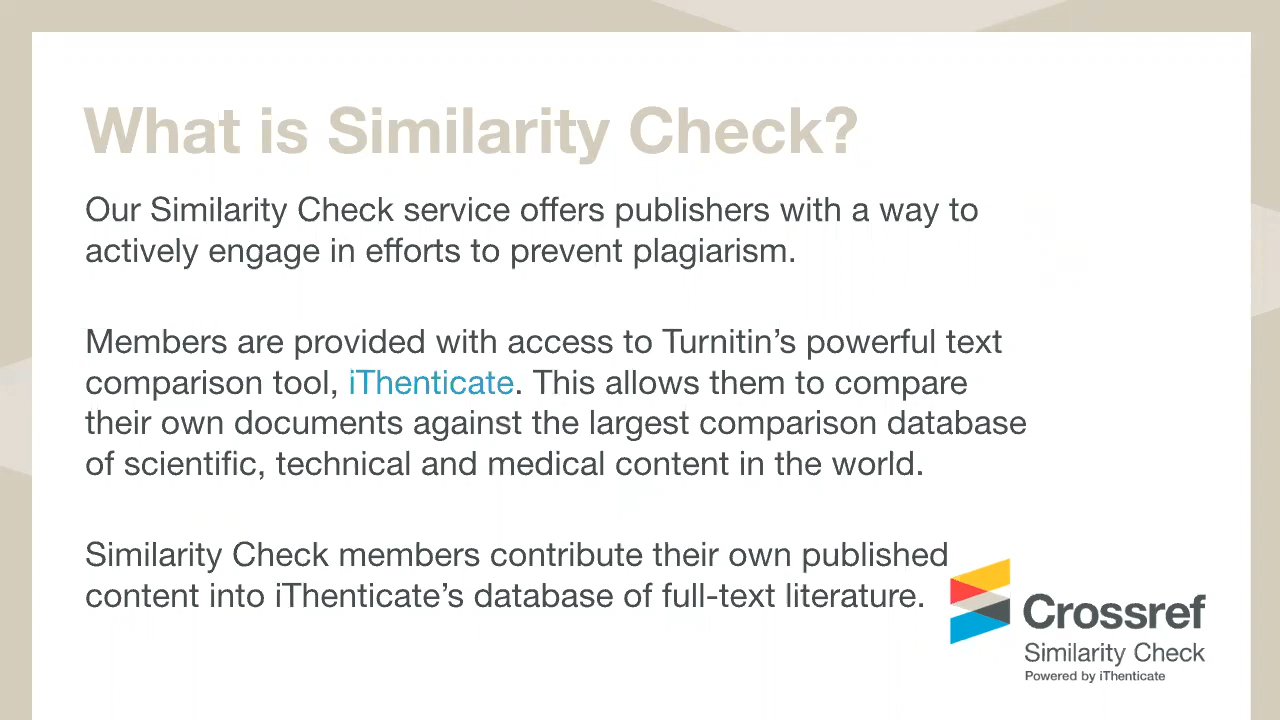 What is Similarity Check?
Our Similarity Check service offers publishers with a way to
actively engage in efforts to prevent plagiarism.
Members are provided with access to Turnitin’s powerful text
comparison tool, iThenticate. This allows them to compare
their own documents against the largest comparison database
of scientific, technical and medical content in the world.
Similarity Check members contribute their own published
content into iThenticate’s database of full-text literature.
Crossref
Similarity Check
Powered by iThenticate